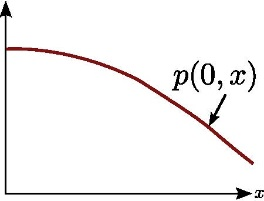 p(0, x)
x